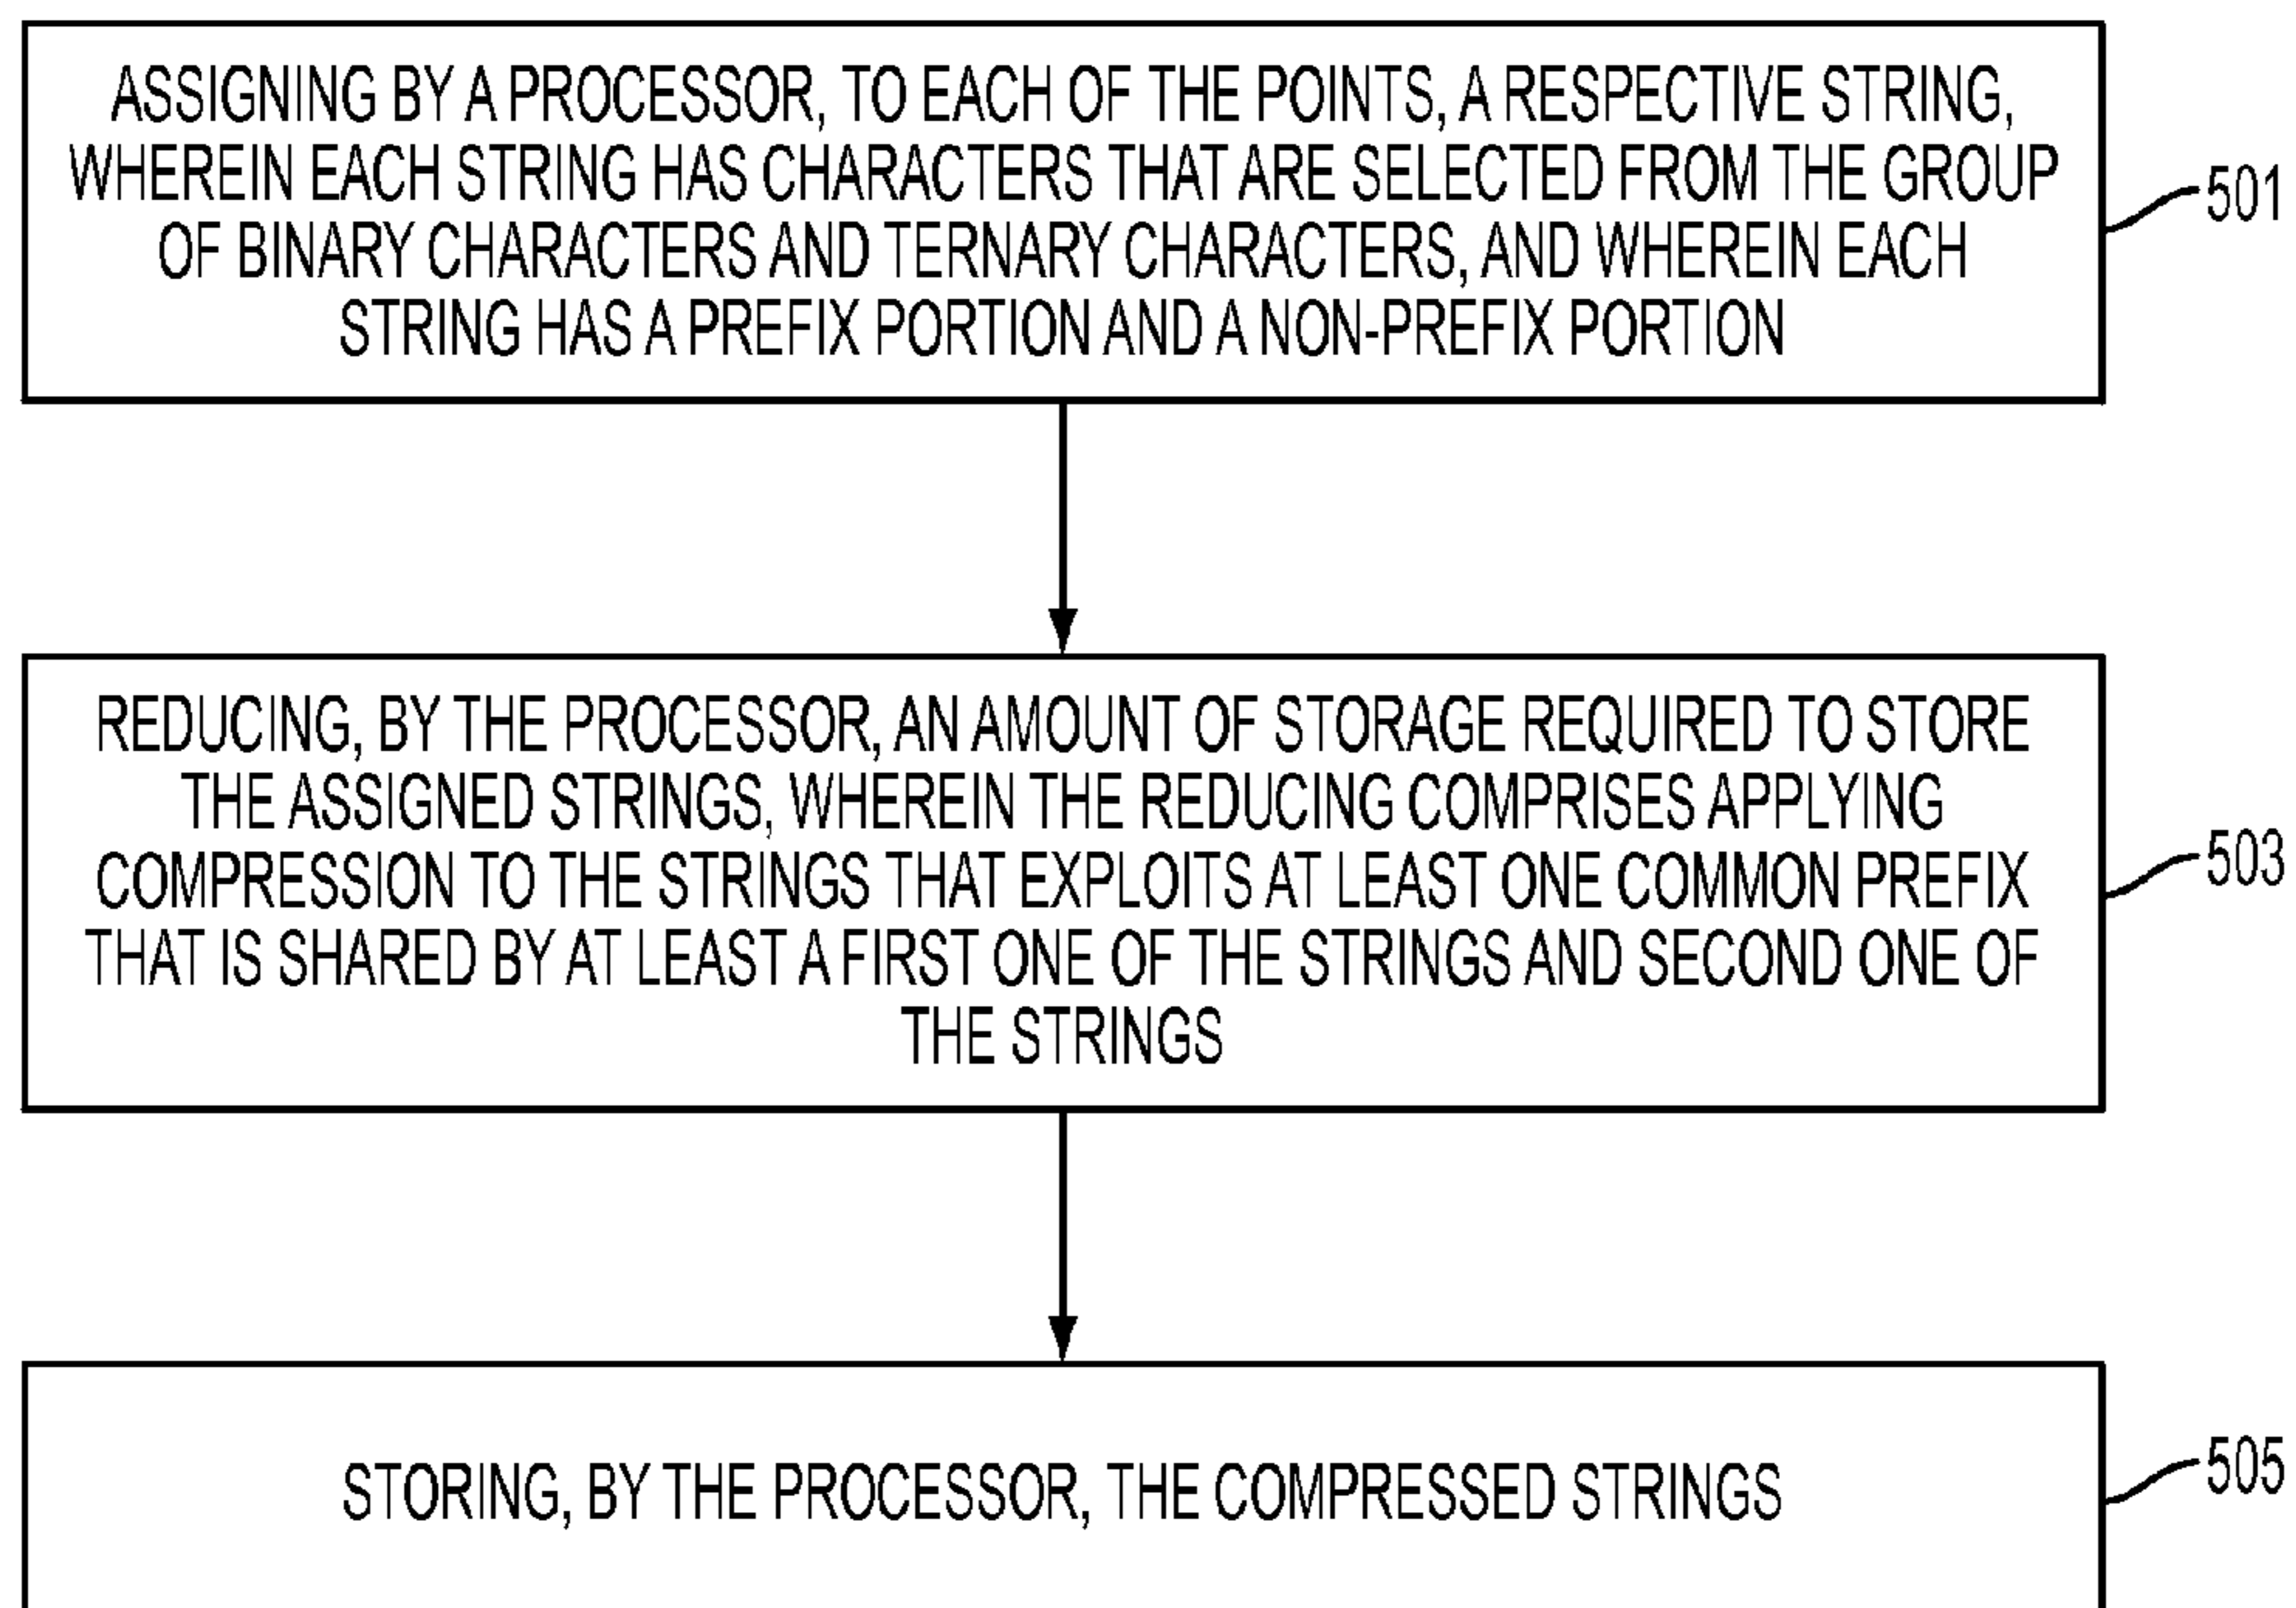 ASSIGNING BY A PROCESSOR, TO EACH OF THE POINTS, A RESPECTIVE STRING,
WHEREIN EACH STRING HAS CHARACTERS THAT ARE SELECTED FROM THE GROUP
OF BINARY CHARACTERS AND TERNARY CHARACTERS, AND WHEREIN EACH
STRING HAS A PREFIX PORTION AND A NON-PREFIX PORTION
501
REDUCING, BY THE PROCESSOR, AN AMOUNT OF STORAGE REQUIRED TO STORE
THE ASSIGNED STRINGS, WHEREIN THE REDUCING COMPRISES APPLYING
COMPRESSION TO THE STRINGS THAT EXPLOITS AT LEAST ONE COMMON PREFIX
THAT IS SHARED BY AT LEAST A FIRST ONE OF THE STRINGS AND SECOND ONE OF
THE STRINGS
503
STORING, BY THE PROCESSOR, THE COMPRESSED STRINGS
505